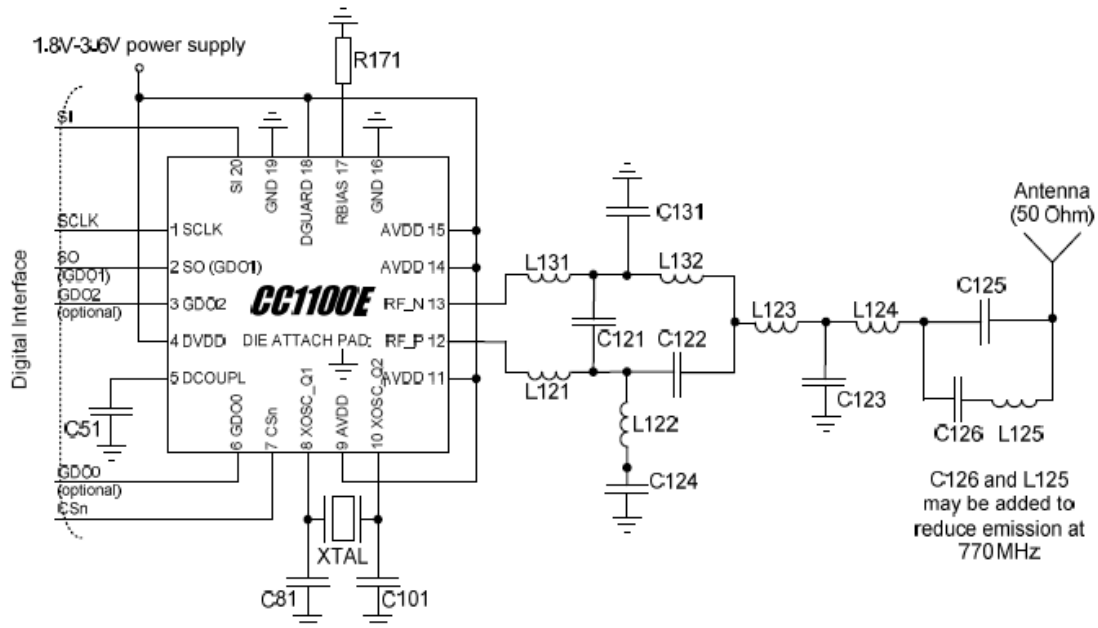 1.8V-3.6V power supply
R171
SI
SI 20
GND 19
DGUARD 18
RBIAS 17
GND 16
Antenna
(50 Ohm)
C131
SCLK
1 SCLK
AVDD 15
SO
(GDO1)
2 SO (GDO1)
AVDD 14
L131
L132
C125
GDO2
(optional)
3 GDO2
CC1100E
RF_N 13
L123
L124
Digital Interface
4 DVDD
DIE ATTACH PAD:
RF_P 12
C121
C122
5 DCOUPL
AVDD 11
L121
C123
C51
6 GDO0
7 CSn
8 XOSC_Q1
9 AVDD
10 XOSC_Q2
L122
C126
L125
GDO0
(optional)
C124
CSn
C126 and L125
may be added to
reduce emission at
770MHz
XTAL
C81
C101